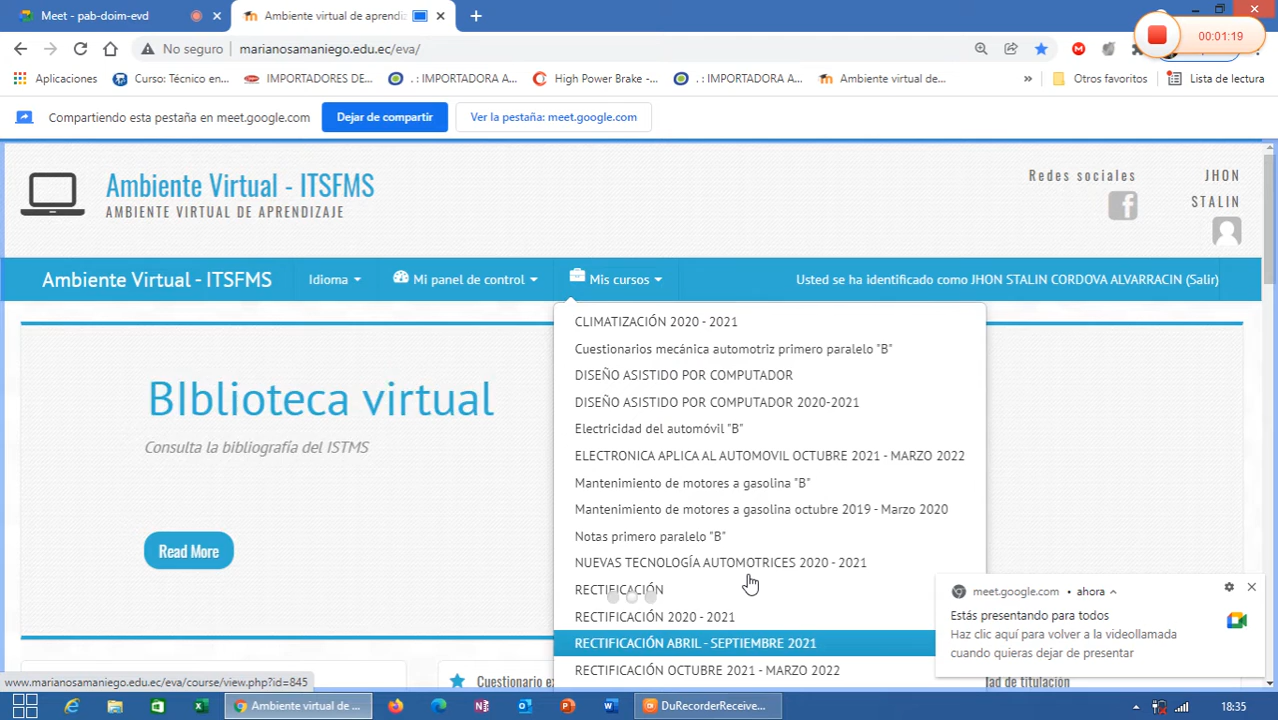 Meet - pab-doim-evd
Ambiente virtual de aprendi
No seguro
marianosamaniego.edu.ec/eva/
00:01:19
Aplicaciones
Curso: Técnico en...
IMPORTADORES DE...
. : IMPORTADORA A...
High Power Brake -...
. : IMPORTADORA A...
Ambiente virtual de...
»
Otros favoritos
Lista de lectura
Compartiendo esta pestaña en meet.google.com
Dejar de compartir
Ver la pestaña: meet.google.com
Ambiente Virtual - ITSFMS
AMBIENTE VIRTUAL DE APRENDIZAJE
Redes sociales
JHON
STALIN
Ambiente Virtual - ITSFMS
Idioma
Mi panel de control
Mis cursos
Usted se ha identificado como JHON STALIN CORDOVA ALVARRACIN (Salir)
CLIMATIZACIÓN 2020 - 2021
Cuestionarios mecánica automotriz primero paralelo "B"
DISEÑO ASISTIDO POR COMPUTADOR
DISEÑO ASISTIDO POR COMPUTADOR 2020-2021
Electricidad del automóvil "B"
ELECTRONICA APLICA AL AUTOMOVIL OCTUBRE 2021 - MARZO 2022
Mantenimiento de motores a gasolina "B"
Mantenimiento de motores a gasolina octubre 2019 - Marzo 2020
Notas primero paralelo "B"
NUEVAS TECNOLOGÍA AUTOMOTRICES 2020 - 2021
RECTIFICACIÓN
RECTIFICACIÓN 2020 - 2021
RECTIFICACIÓN ABRIL - SEPTIEMBRE 2021
RECTIFICACIÓN OCTUBRE 2021 - MARZO 2022
BIblioteca virtual
Consulta la bibliografía del ISTMS
Read More
meet.google.com • ahora
Estás presentando para todos
Haz clic aquí para volver a la videollamada
cuando quieras dejar de presentar
www.marianosamaniego.edu.ec/eva/course/view.php?id=845
Cuestionario ex
dad de titulación
Ambiente virtual de ...
DuRecorderReceive...
18:35